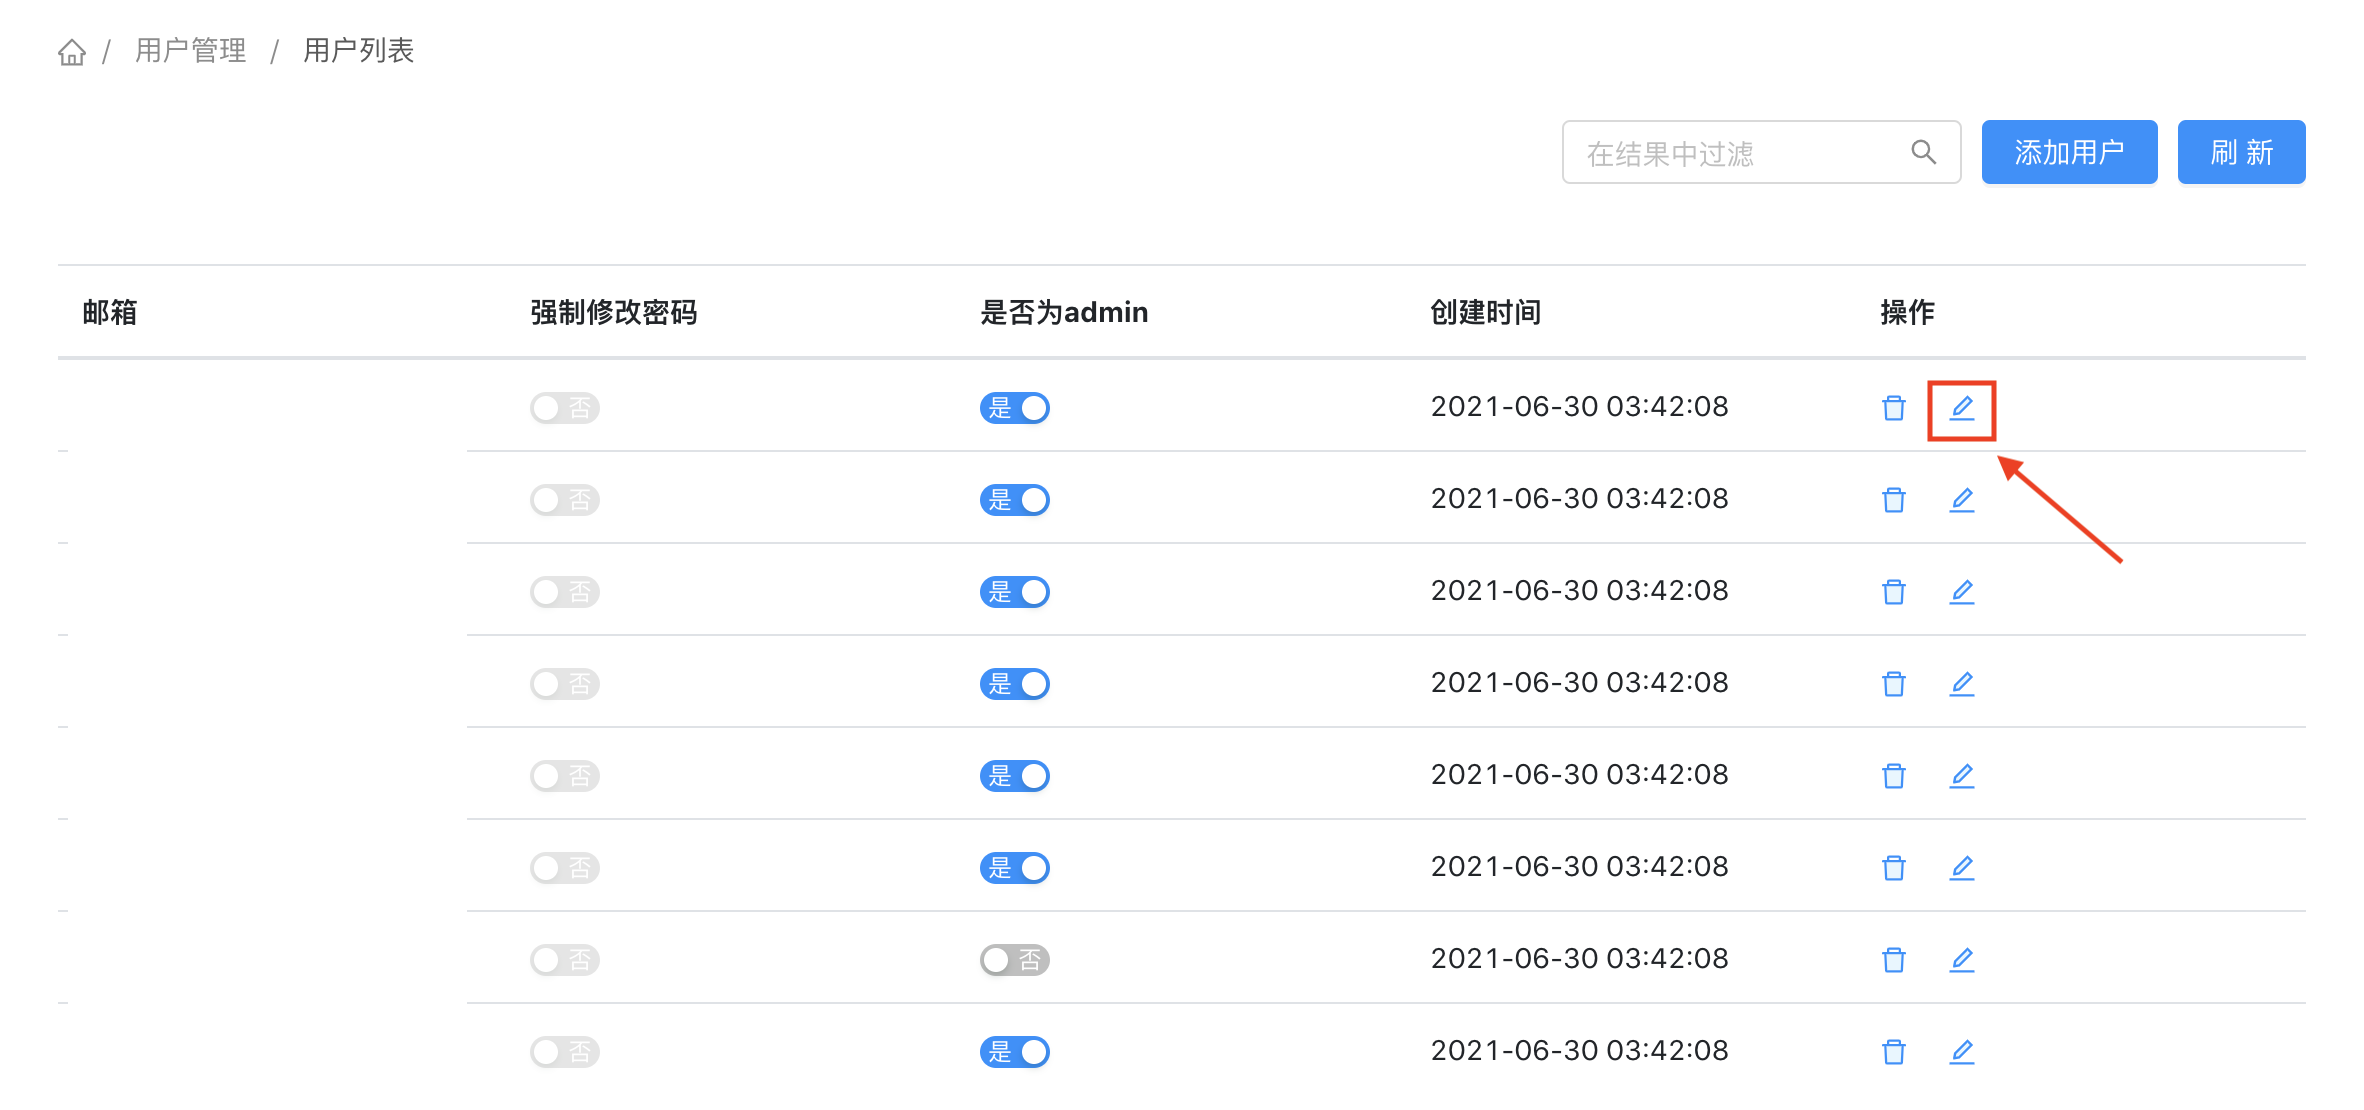 / 用户管理 / 用户列表
在结果中过滤 添加用户 刷 新
邮箱 强制修改密码 是否为admin 创建时间 操作
否 是 2021-06-30 03:42:08
否 是 2021-06-30 03:42:08
否 是 2021-06-30 03:42:08
否 是 2021-06-30 03:42:08
否 是 2021-06-30 03:42:08
否 是 2021-06-30 03:42:08
否 否 2021-06-30 03:42:08
否 是 2021-06-30 03:42:08